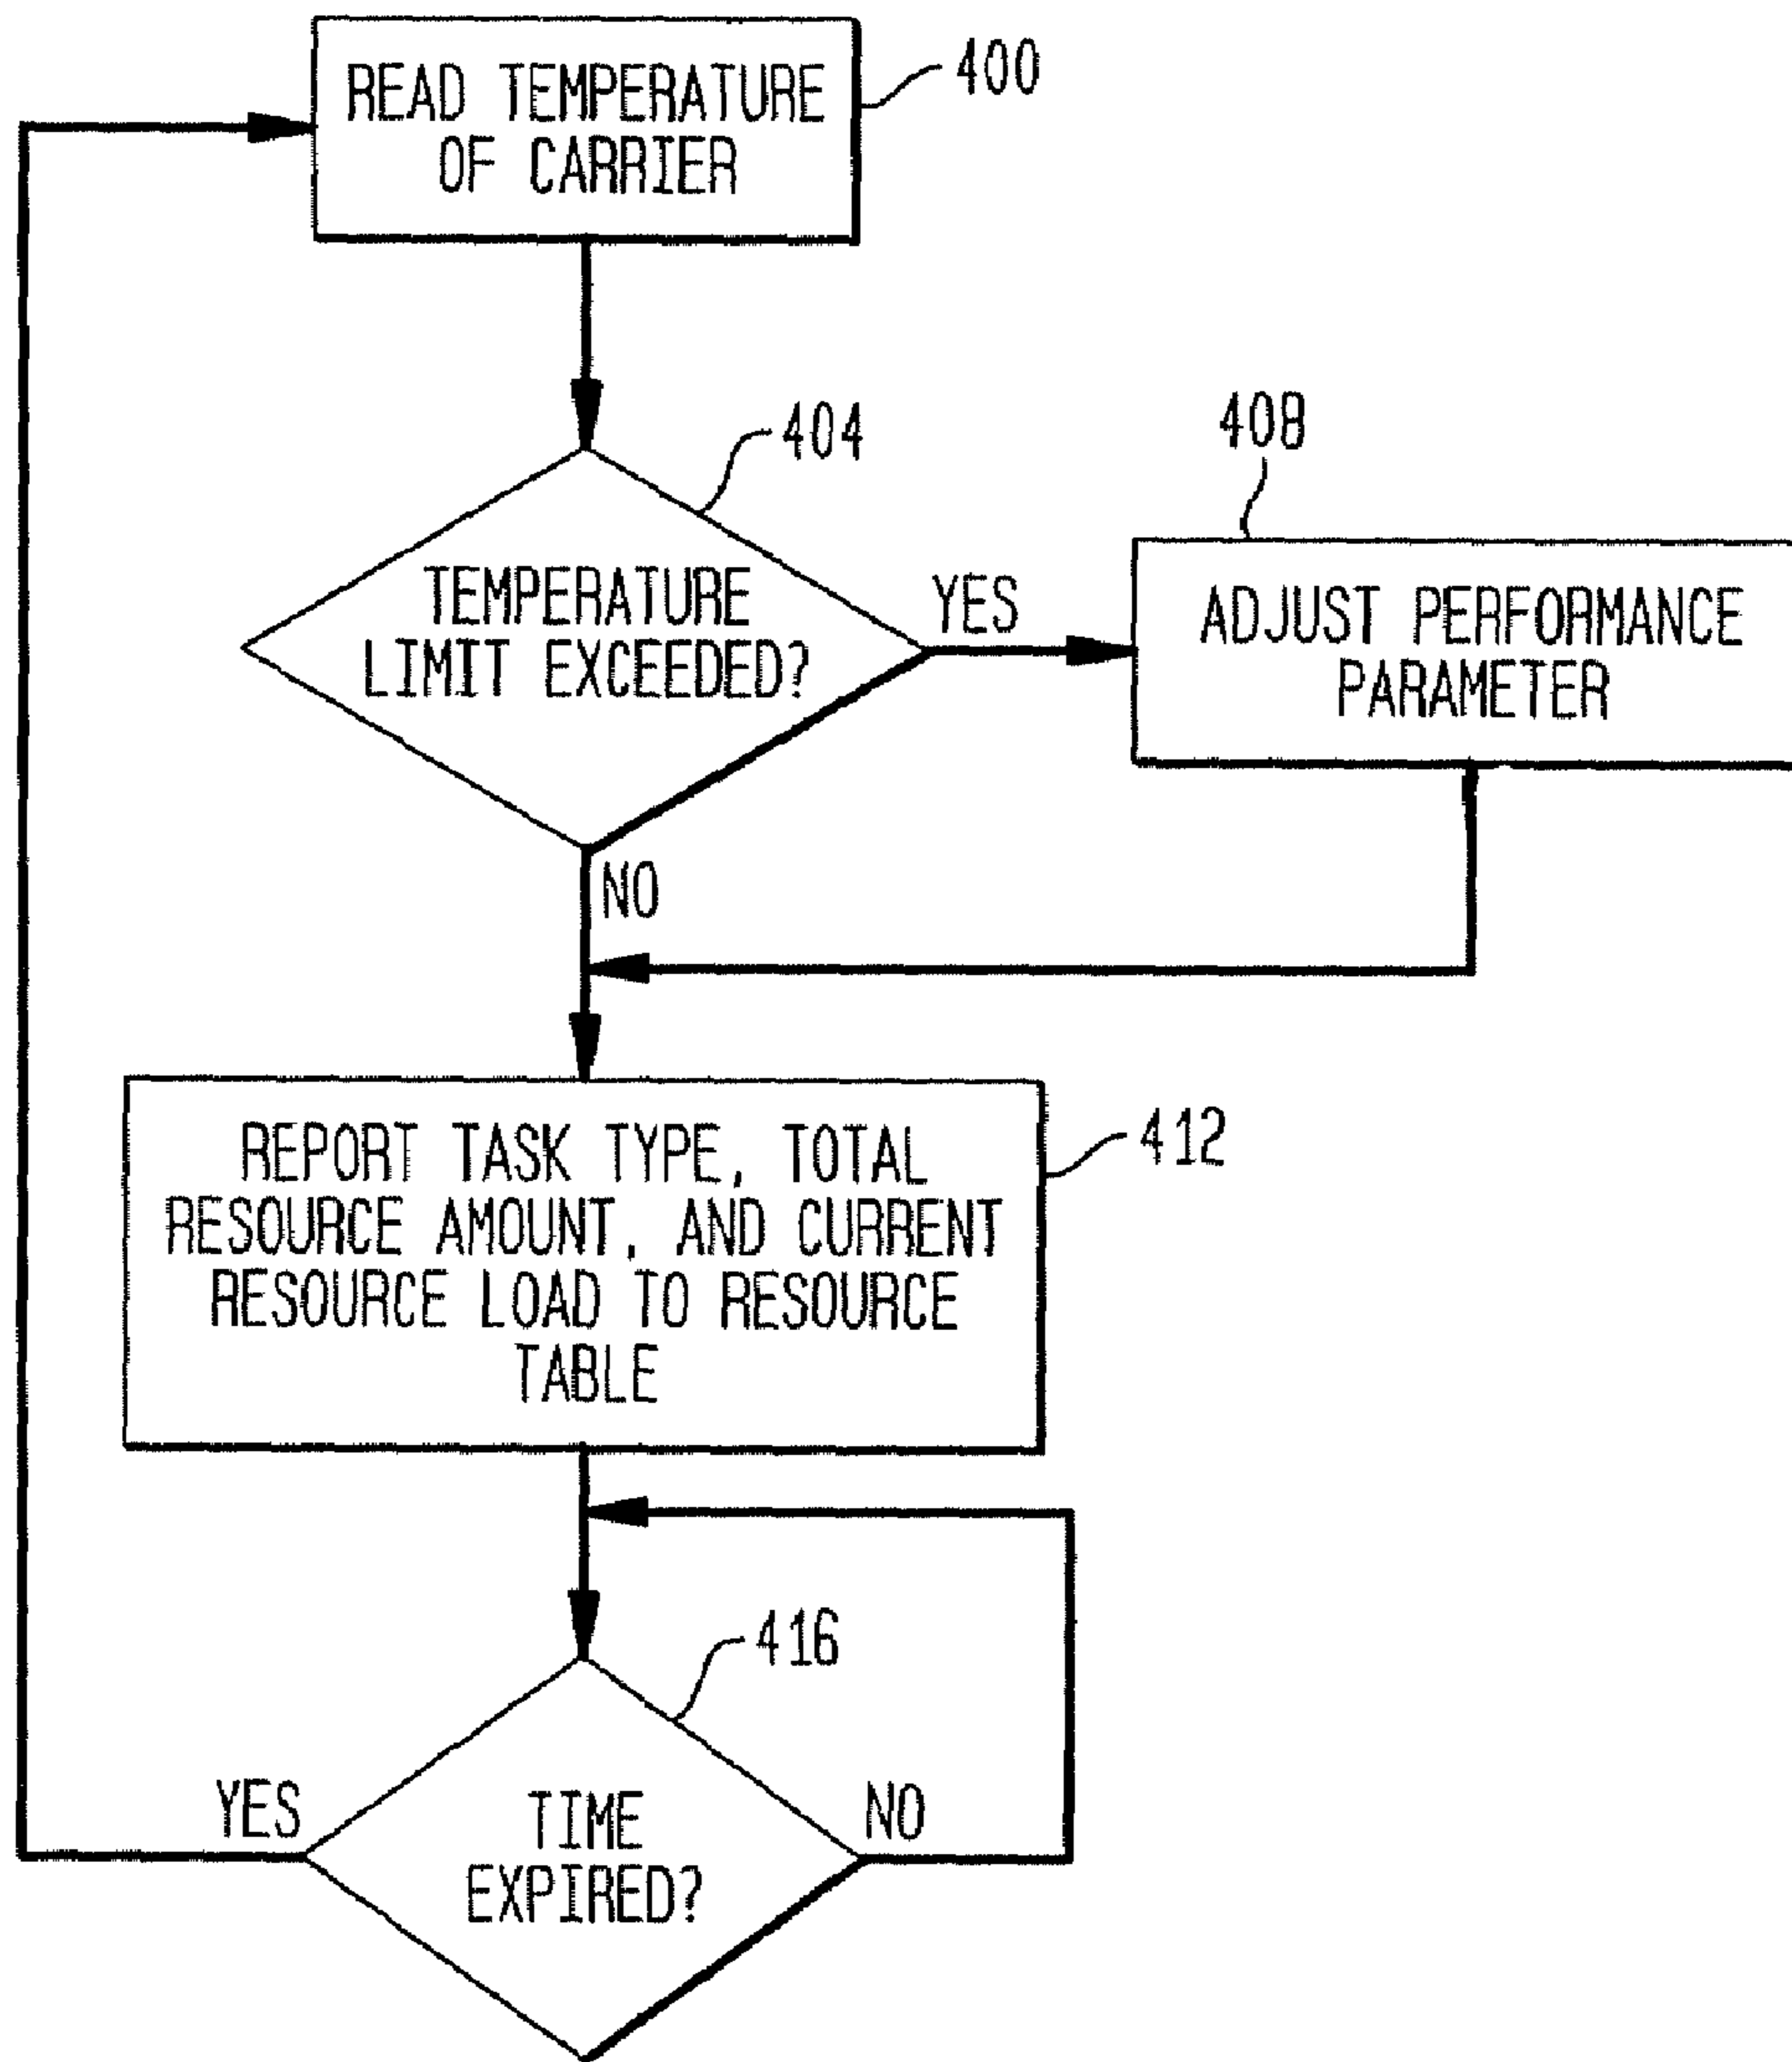 READ TEMPERATURE
OF CARRIER
400
404
TEMPERATURE
LIMIT EXCEEDED?
YES
408
ADJUST PERFORMANCE
PARAMETER
NO
REPORT TASK TYPE, TOTAL
RESOURCE AMOUNT, AND CURRENT
RESOURCE LOAD TO RESOURCE
TABLE
412
416
YES
TIME
EXPIRED?
NO